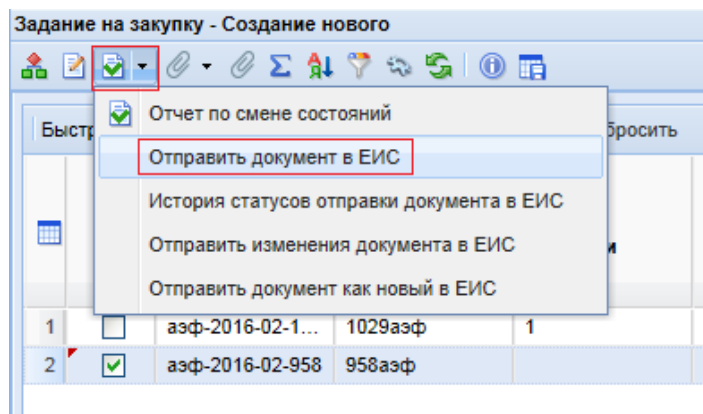 Задание на закупку - Создание нового
Отчет по смене состояний
Быстр
бросить
Отправить документ в ЕИС
История статусов отправки документа в ЕИС
и
Отправить изменения документа в ЕИС
Отправить документ как новый в ЕИС
1 аэф-2016-02-1... 1029аэф 1
2 аэф-2016-02-958 958аэф